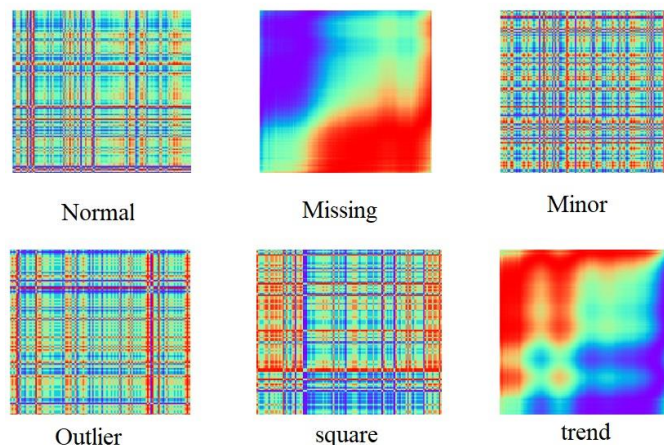 Normal
Missing
Minor
Outlier
square
trend